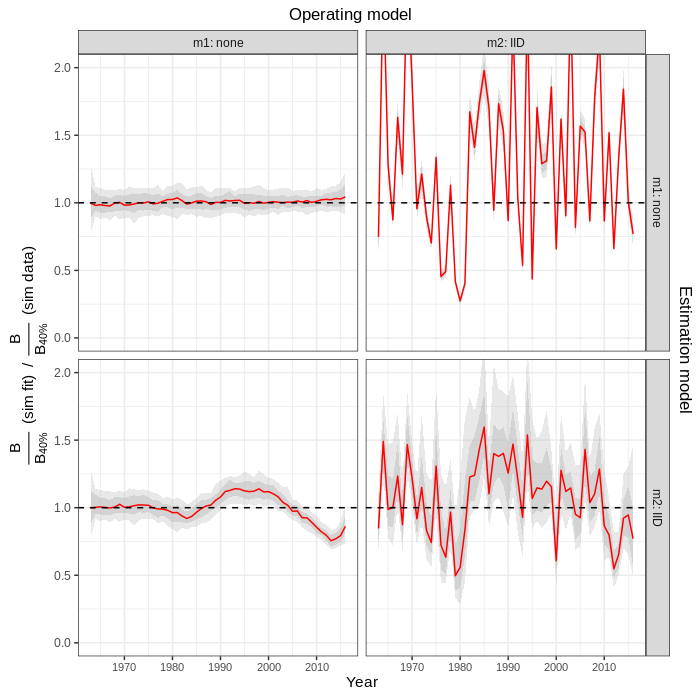 Operating model
m1: none
m2: IID
2.0
1.5
1.0
0.5
0.0
m1: none
2.0
1.5
1.0
0.5
0.0
m2: IID
B/B40% (sim fit) / B/B40% (sim data)
Estimation model
1970 1980 1990 2000 2010
1970 1980 1990 2000 2010
Year